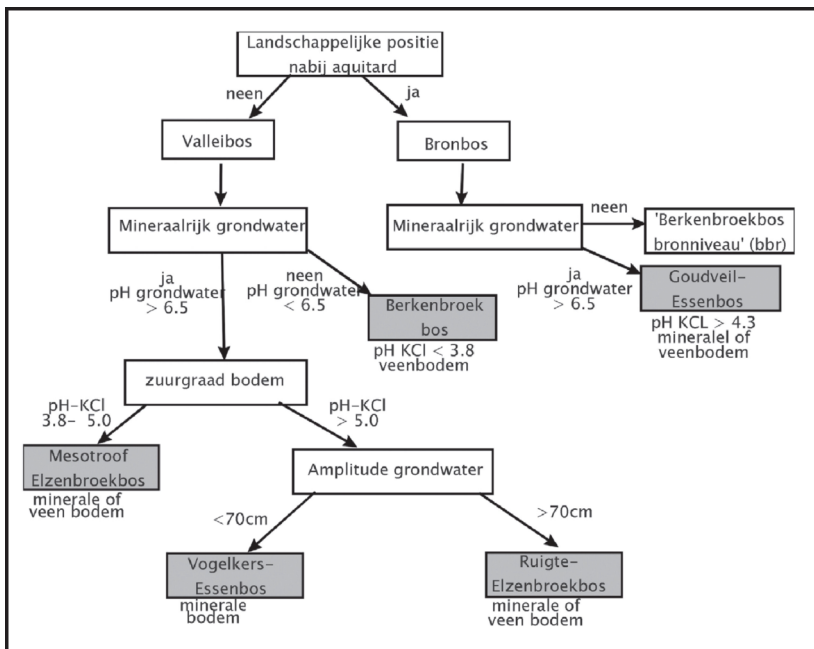 Landschappelijke positie
nabij aquitard
neen
ja
Valleibos
Bronbos
Mineraalrijk grondwater
Mineraalrijk grondwater
neen
'Berkenbroekbos
bronniveau' (bbr)
ja
pH grondwater
> 6.5
neen
pH grondwater
< 6.5
ja
pH grondwater
> 6.5
Goudveil-
Essenbos
pH KCL > 4.3
mineralel of
veenbodem
Berkenbroek
bos
pH KCl < 3.8
veenbodem
zuurgraad bodem
pH-KCl
3.8- 5.0
pH-KCl
> 5.0
Mesotroof
Elzenbroekbos
minerale of
veen bodem
Amplitude grondwater
<70cm
>70cm
Vogelkers-
Essenbos
minerale
bodem
Ruigte-
Elzenbroekbos
minerale of
veen bodem